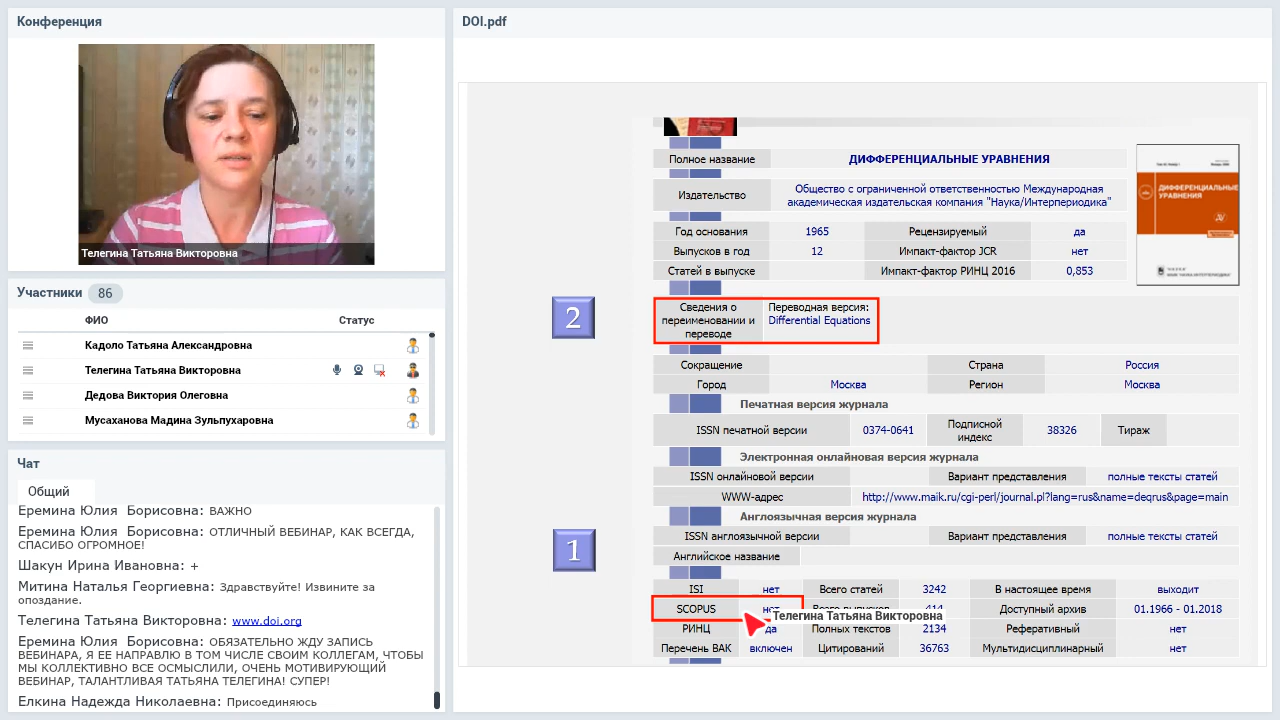 Конференция
Телегина Татьяна Викторовна
Участники 86
ФИО Статус
Кадоло Татьяна Александровна
Телегина Татьяна Викторовна
Дедова Виктория Олеговна
Мусаханова Мадина Зульпухаровна
Чат
Общий
Еремина Юлия Борисовна: ВАЖНО
Еремина Юлия Борисовна: ОТЛИЧНЫЙ ВЕБИНАР, КАК ВСЕГДА,
СПАСИБО ОГРОМНОЕ!
Шакун Ирина Ивановна: +
Митина Наталья Георгиевна: Здравствуйте! Извините за
опоздание.
Телегина Татьяна Викторовна: www.doi.org
Еремина Юлия Борисовна: ОБЯЗАТЕЛЬНО ЖДУ ЗАПИСЬ
ВЕБИНАРА, Я ЕЕ НАПРАВЛЮ В ТОМ ЧИСЛЕ СВОИМ КОЛЛЕГАМ, ЧТОБЫ
МЫ КОЛЛЕКТИВНО ВСЕ ОСМЫСЛИЛИ, ОЧЕНЬ МОТИВИРУЮЩИЙ
ВЕБИНАР, ТАЛАНТЛИВАЯ ТАТЬЯНА ТЕЛЕГИНА! СУПЕР!
Елкина Надежда Николаевна: Присоединяюсь
DOI.pdf
Полное название ДИФФЕРЕНЦИАЛЬНЫЕ УРАВНЕНИЯ
Издательство Общество с ограниченной ответственностью Международная
академическая издательская компания "Наука/Интерпериодика"
ДИФФЕРЕНЦИАЛЬНЫЕ
УРАВНЕНИЯ
Год основания 1965 Рецензируемый да
Выпусков в год 12 Импакт-фактор JCR нет
Статей в выпуске Импакт-фактор РИНЦ 2016 0,853
2
Сведения о
переименовании и
переводе
Переводная версия:
Differential Equations
Сокращение Страна Россия
Город Москва Регион Москва
Печатная версия журнала
ISSN печатной версии 0374-0641 Подписной
индекс 38326 Тираж
Электронная онлайновая версия журнала
ISSN онлайновой версии Вариант представления полные тексты статей
WWW-адрес http://www.maik.ru/cgi-perl/journal.pl?lang=rus&name=deqrus&page=main
Англоязычная версия журнала
1
ISSN англоязычной версии Вариант представления полные тексты статей
Английское название
ISI нет Всего статей 3242 В настоящее время выходит
SCOPUS нет Всего выпусков 414 Доступный архив 01.1966 - 01.2018
Телегина Татьяна Викторовна
РИНЦ да Полных текстов 2134 Реферативный нет
Перечень ВАК включен Цитирований 36763 Мультидисциплинарный нет